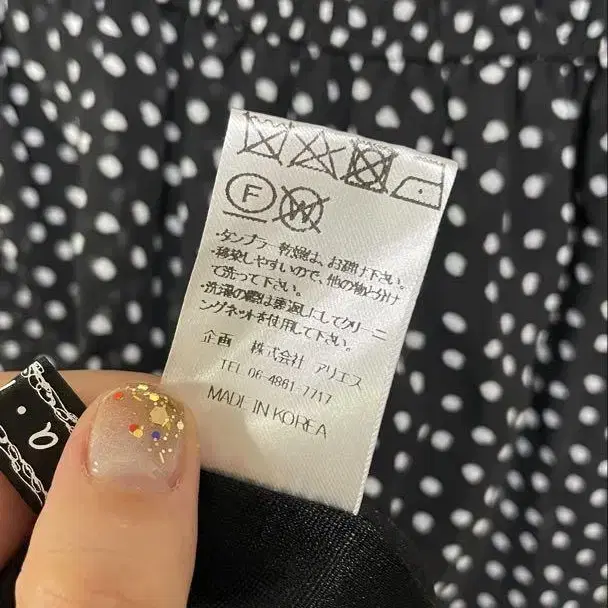 F
W
・タンブラー乾燥は、お避け下さい。
・移染しやすいので、他の物と分け
て洗って下さい。
・洗濯の際は裏返しにしてクリーニ
ングネットを使用して下さい。
企画 株式会社 アリエス
TEL 06-4861-7717
MADE IN KOREA